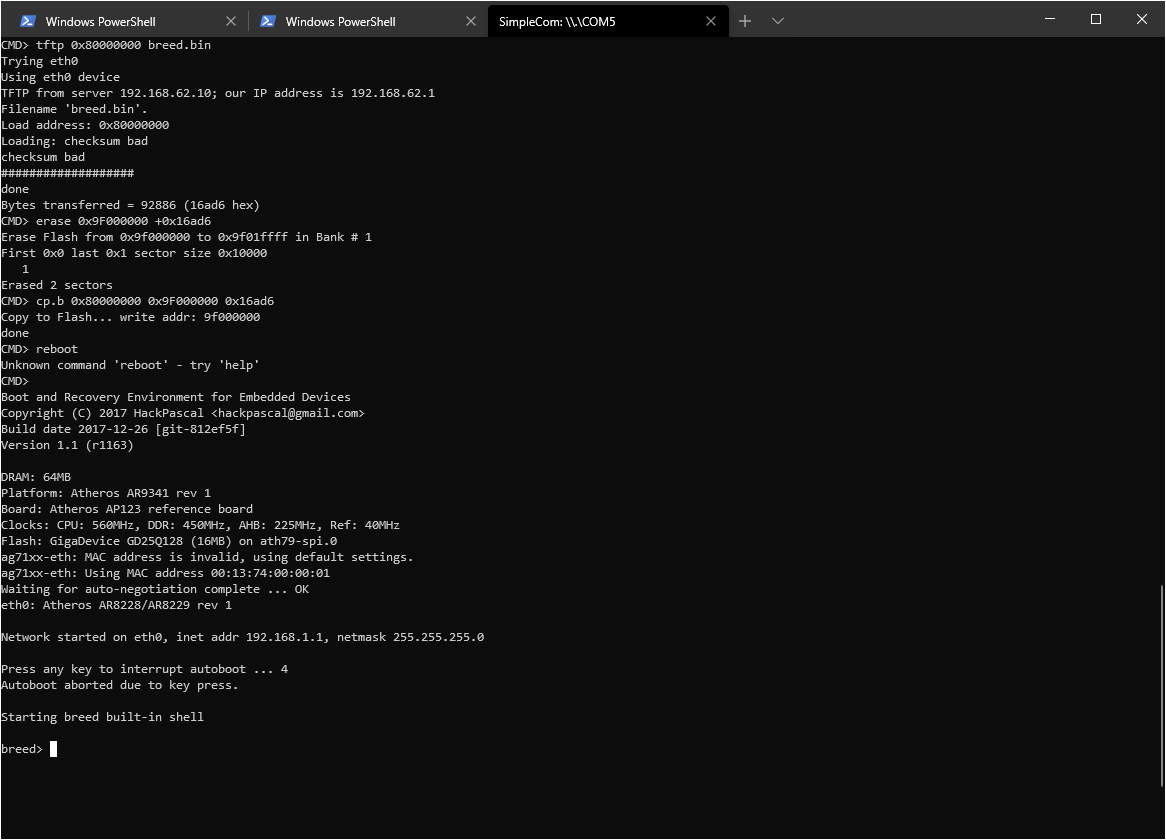 Windows PowerShell
Windows PowerShell
SimpleCom: \\.\COM5
CMD> tftp 0x80000000 breed.bin
Trying eth0
Using eth0 device
TFTP from server 192.168.62.10; our IP address is 192.168.62.1
Filename 'breed.bin'.
Load address: 0x80000000
Loading: checksum bad
checksum bad
###################
done
Bytes transferred = 92886 (16ad6 hex)
CMD> erase 0x9F000000 +0x16ad6
Erase Flash from 0x9f000000 to 0x9f01ffff in Bank # 1
First 0x0 last 0x1 sector size 0x10000
   1
Erased 2 sectors
CMD> cp.b 0x80000000 0x9F000000 0x16ad6
Copy to Flash... write addr: 9f000000
done
CMD> reboot
Unknown command 'reboot' - try 'help'
CMD>
Boot and Recovery Environment for Embedded Devices
Copyright (C) 2017 HackPascal <hackpascal@gmail.com>
Build date 2017-12-26 [git-812ef5f]
Version 1.1 (r1163)
DRAM: 64MB
Platform: Atheros AR9341 rev 1
Board: Atheros AP123 reference board
Clocks: CPU: 560MHz, DDR: 450MHz, AHB: 225MHz, Ref: 40MHz
Flash: GigaDevice GD25Q128 (16MB) on ath79-spi.0
ag71xx-eth: MAC address is invalid, using default settings.
ag71xx-eth: Using MAC address 00:13:74:00:00:01
Waiting for auto-negotiation complete ... OK
eth0: Atheros AR8228/AR8229 rev 1
Network started on eth0, inet addr 192.168.1.1, netmask 255.255.255.0
Press any key to interrupt autoboot ... 4
Autoboot aborted due to key press.
Starting breed built-in shell
breed>